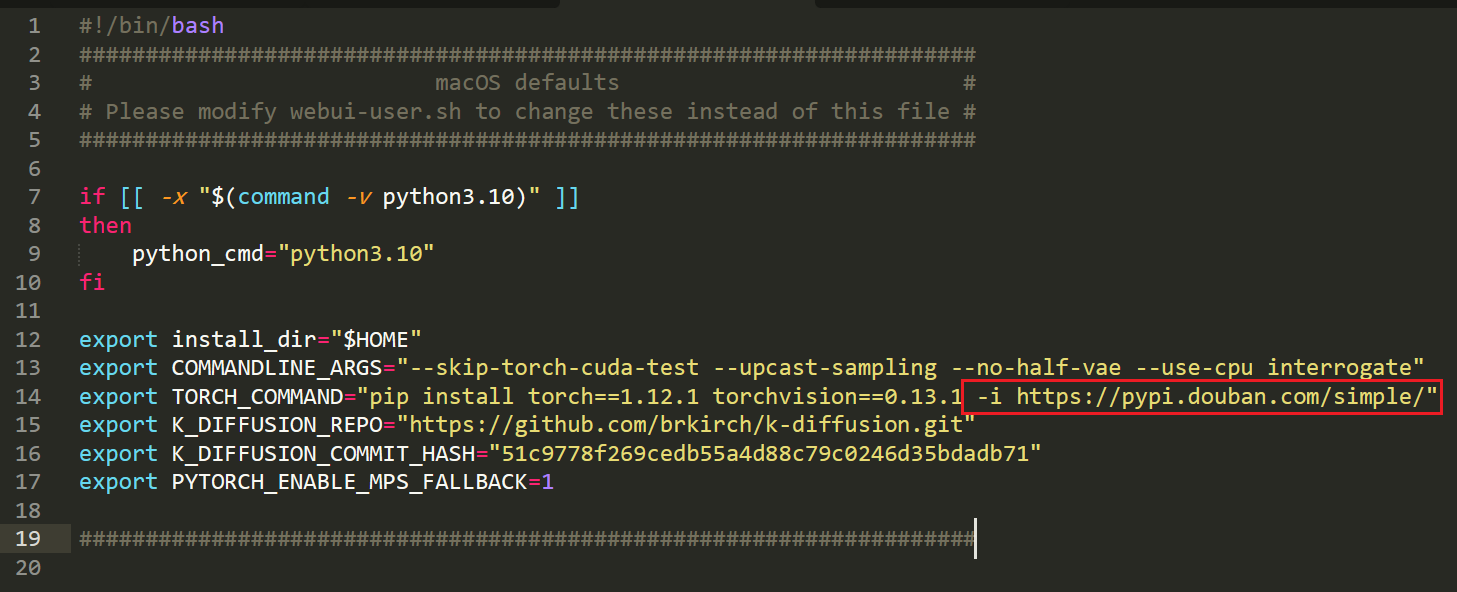 1 #!/bin/bash
2 ####################################################################
3 #                          macOS defaults                          #
4 # Please modify webui-user.sh to change these instead of this file #
5 ####################################################################
6
7 if [[ -x "$(command -v python3.10)" ]]
8 then
9     python_cmd="python3.10"
10 fi
11
12 export install_dir="$HOME"
13 export COMMANDLINE_ARGS="--skip-torch-cuda-test --upcast-sampling --no-half-vae --use-cpu interrogate"
14 export TORCH_COMMAND="pip install torch==1.12.1 torchvision==0.13.1 -i https://pypi.douban.com/simple/"
15 export K_DIFFUSION_REPO="https://github.com/brkirch/k-diffusion.git"
16 export K_DIFFUSION_COMMIT_HASH="51c9778f269cedb55a4d88c79c0246d35bdadb71"
17 export PYTORCH_ENABLE_MPS_FALLBACK=1
18
19 ####################################################################
20